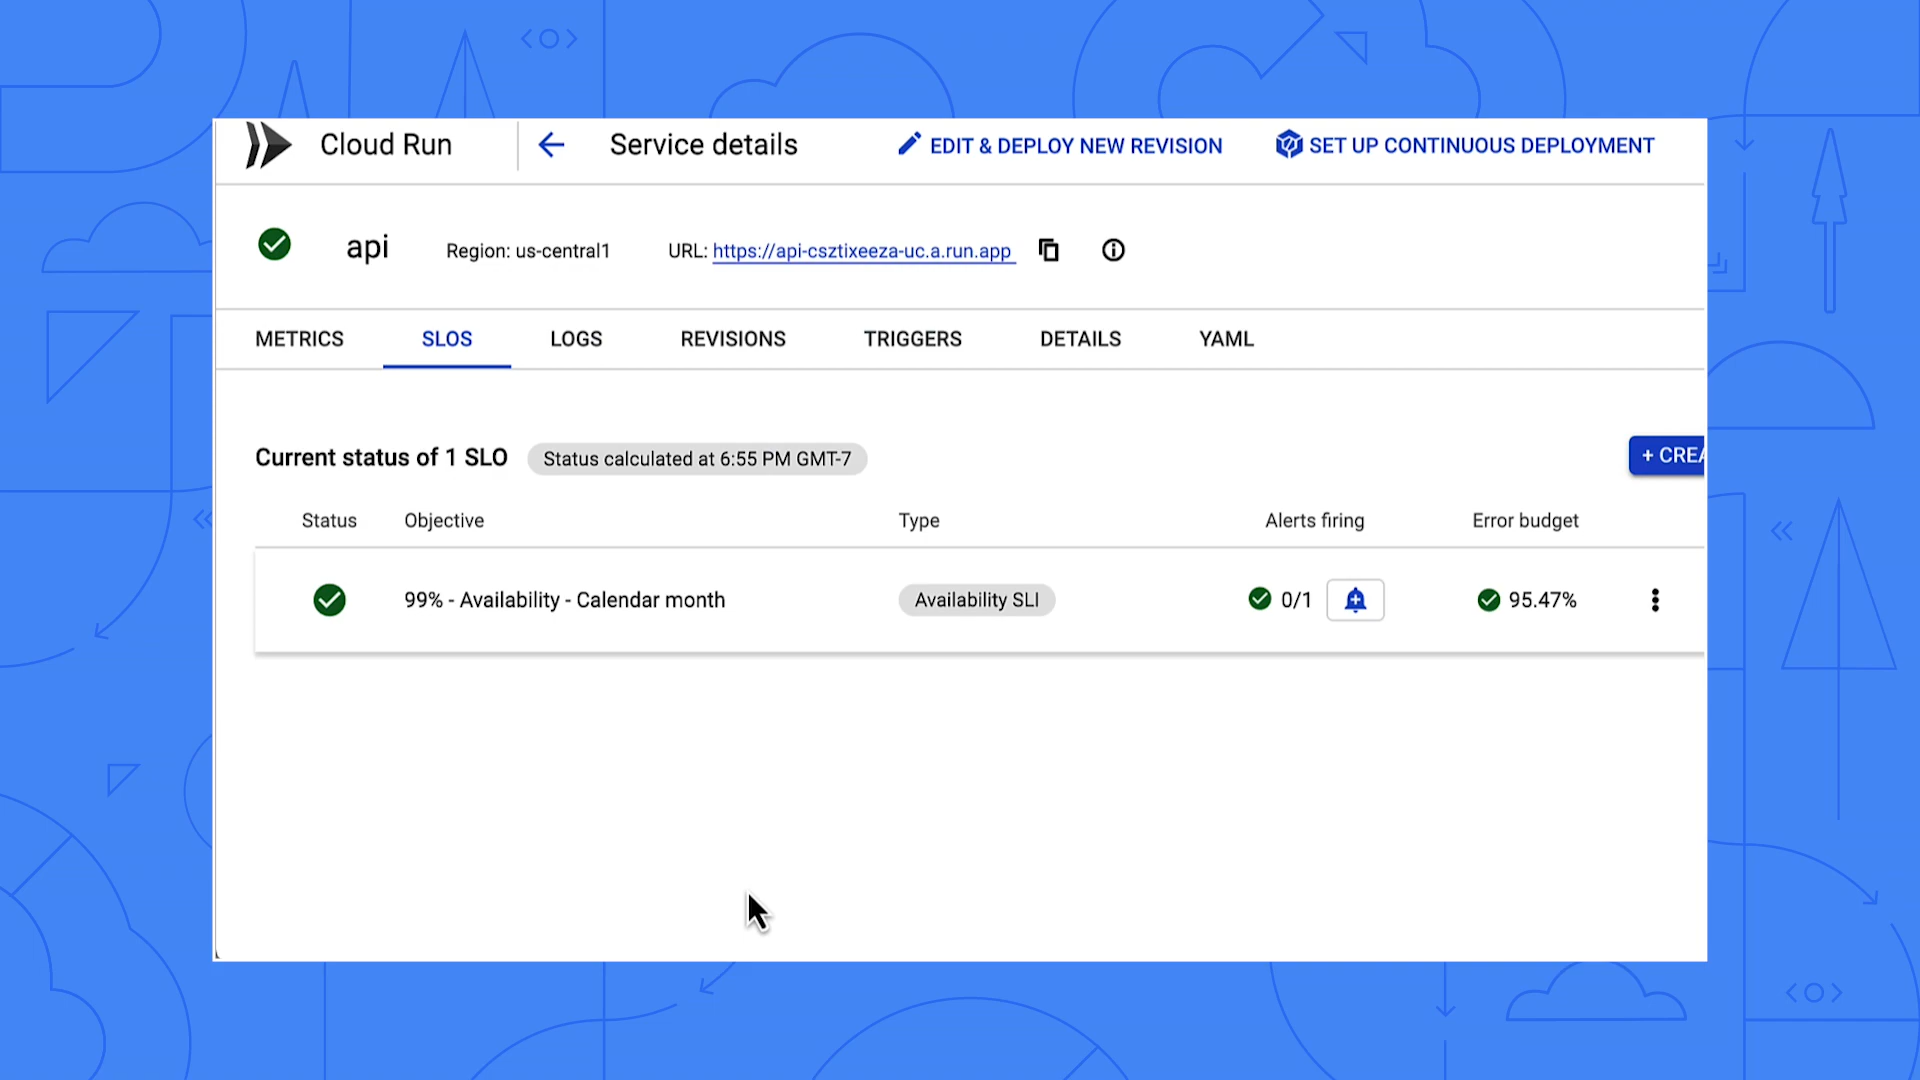 Cloud Run
Service details
EDIT & DEPLOY NEW REVISION
SET UP CONTINUOUS DEPLOYMENT
api
Region: us-central1
URL: https://api-csztixeeza-uc.a.run.app
METRICS
SLOS
LOGS
REVISIONS
TRIGGERS
DETAILS
YAML
Current status of 1 SLO
Status calculated at 6:55 PM GMT-7
+ CREA
Status
Objective
Type
Alerts firing
Error budget
99% - Availability - Calendar month
Availability SLI
0/1
95.47%